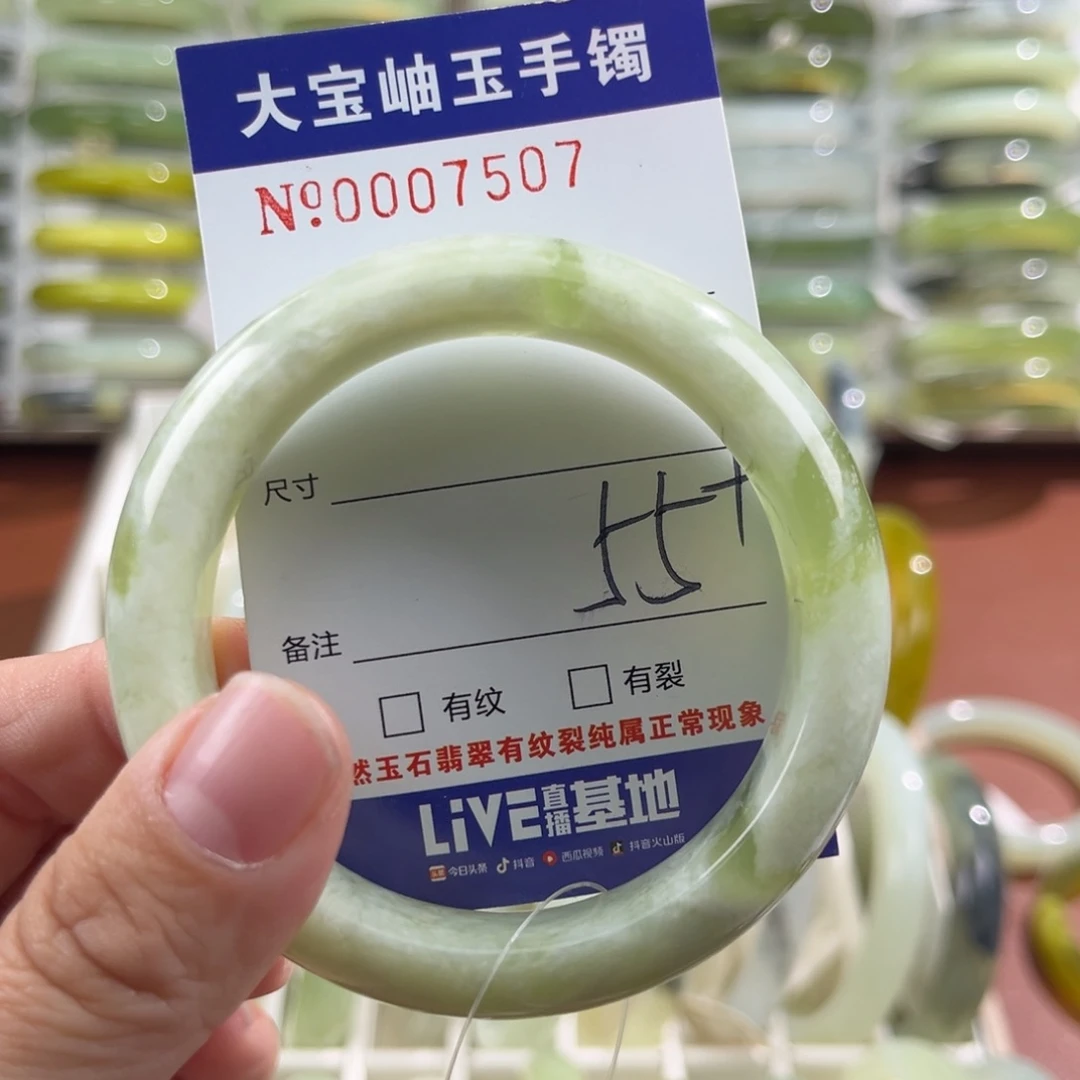 大宝岫玉手镯
Nº:0007507
尺寸
55+
备注
有纹 有裂
然玉石翡翠有纹裂纯属正常现象
LiVE直播基地
今日头条 抖音 西瓜视频 抖音火山版